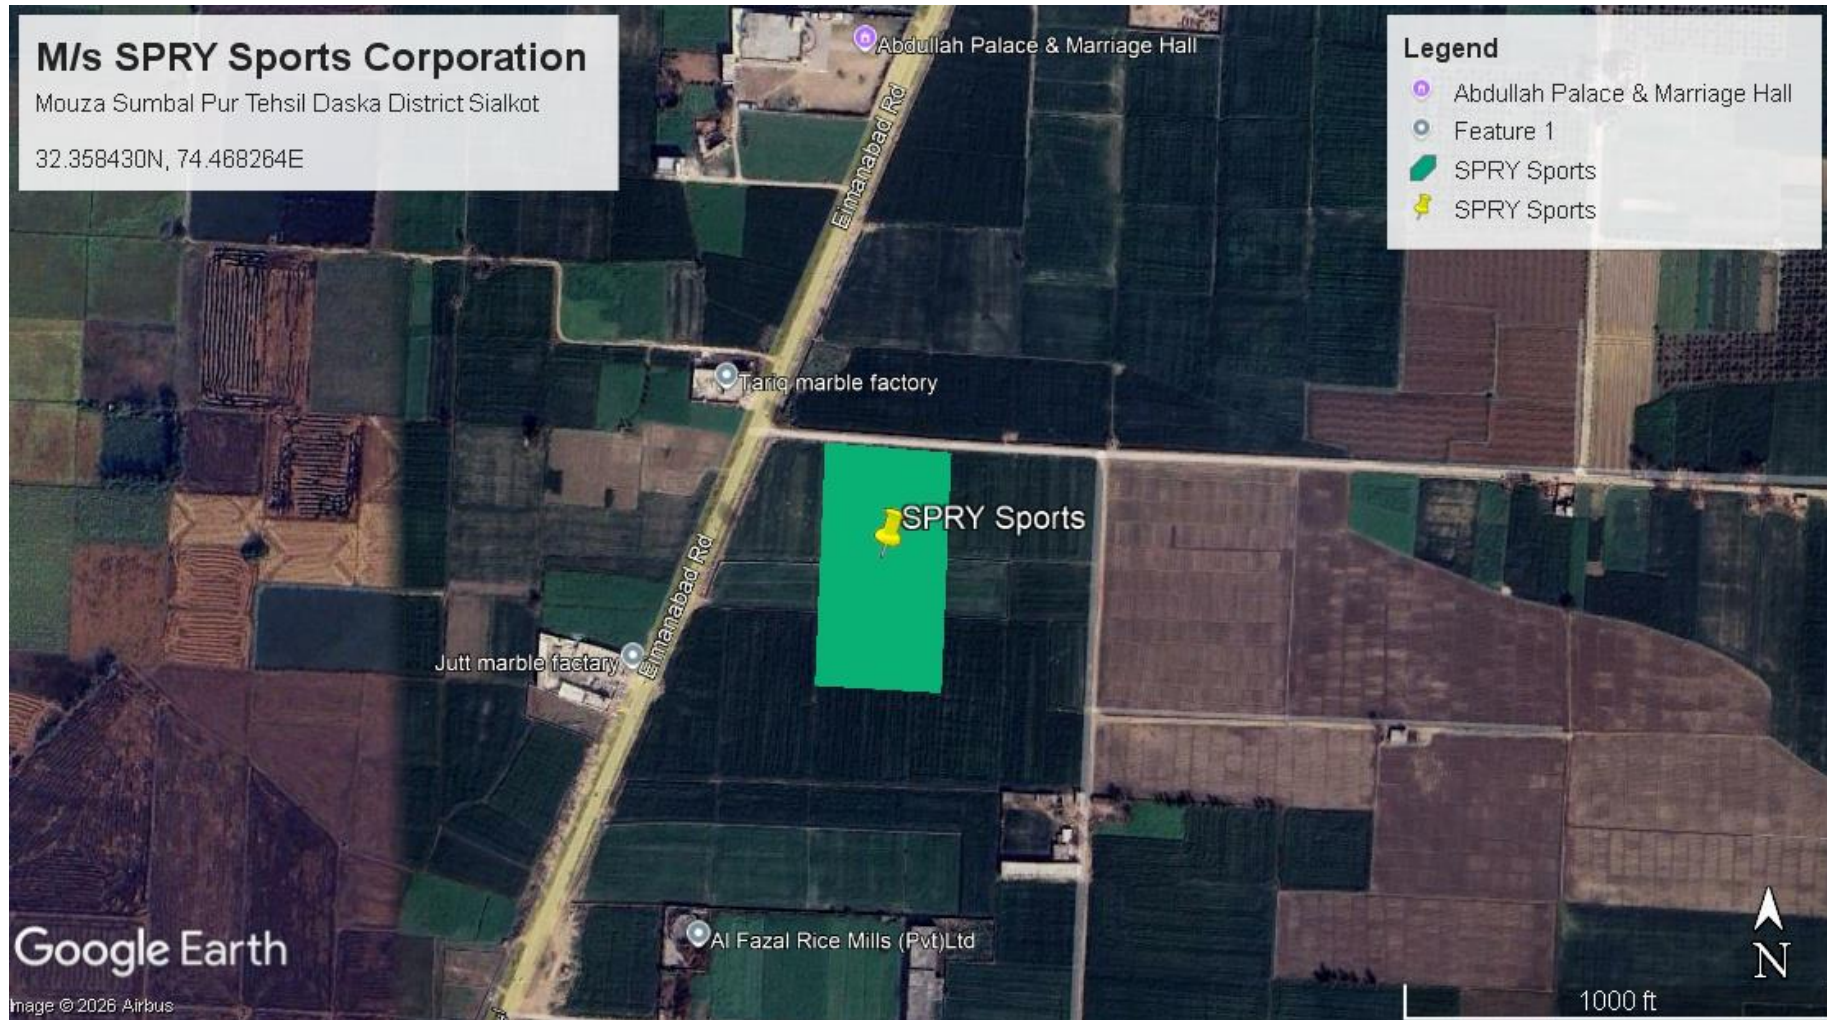 M/s SPRY Sports Corporation
Mouza Sumbal Pur Tehsil Daska District Sialkot
32.358430N, 74.468264E
Legend
Abdullah Palace & Marriage Hall
Feature 1
SPRY Sports
SPRY Sports
Abdullah Palace & Marriage Hall
Eimanabad Rd
Tariq marble factory
SPRY Sports
Eimanabad Rd
Jutt marble factary
Al Fazal Rice Mills (Pvt)Ltd
N
Google Earth
Image © 2026 Airbus
1000 ft